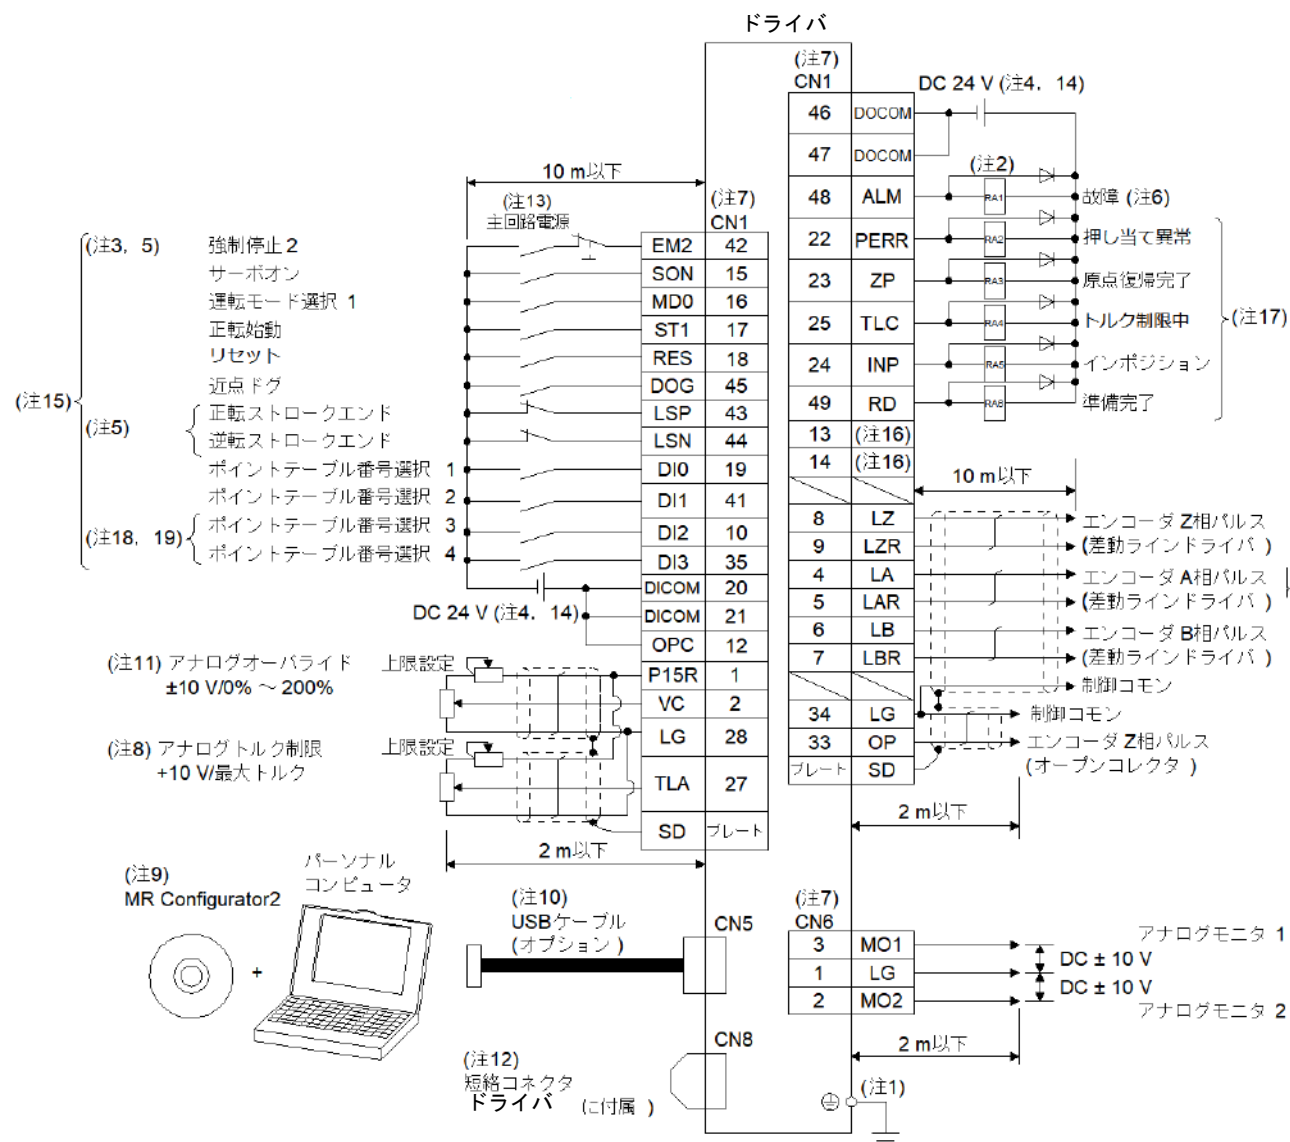 ドライバ
(注7)
CN1
DC 24 V (注4, 14)
46 DOCOM
47 DOCOM
(注2)
48 ALM RA1 故障 (注6)
22 PERR RA2 押し当て異常
23 ZP RA3 原点復帰完了
25 TLC RA4 トルク制限中
(注17)
24 INP RA5 インポジション
49 RD RA6 準備完了
13 (注16)
14 (注16)
10 m以下
8 LZ エンコーダ Z相パルス
9 LZR (差動ラインドライバ )
4 LA エンコーダ A相パルス
5 LAR (差動ラインドライバ )
6 LB エンコーダ B相パルス
7 LBR (差動ラインドライバ )
制御コモン
34 LG 制御コモン
33 OP エンコーダ Z相パルス
(オープンコレクタ )
プレート SD
2 m以下
10 m以下
(注13)
主回路電源
(注7)
CN1
(注3, 5) 強制停止 2 EM2 42
サーボオン SON 15
運転モード選択 1 MD0 16
正転始動 ST1 17
リセット RES 18
近点ドグ DOG 45
(注15)
(注5)
正転ストロークエンド LSP 43
逆転ストロークエンド LSN 44
ポイントテーブル番号選択 1 DI0 19
ポイントテーブル番号選択 2 DI1 41
(注18, 19)
ポイントテーブル番号選択 3 DI2 10
ポイントテーブル番号選択 4 DI3 35
DICOM 20
DC 24 V (注4, 14) DICOM 21
OPC 12
(注11) アナログオーバライド 上限設定 P15R 1
±10 V/0% ～ 200%
VC 2
LG 28
(注8) アナログトルク制限 上限設定
+10 V/最大トルク
TLA 27
SD プレート
2 m以下
(注9)
MR Configurator2
パーソナル
コンピュータ
+
(注10)
USBケーブル
(オプション )
CN5
(注7)
CN6
3 MO1 アナログモニタ 1
DC ± 10 V
1 LG
DC ± 10 V
2 MO2 アナログモニタ 2
2 m以下
CN8
(注12)
短絡コネクタ
ドライバ (に付属 )
(注1)